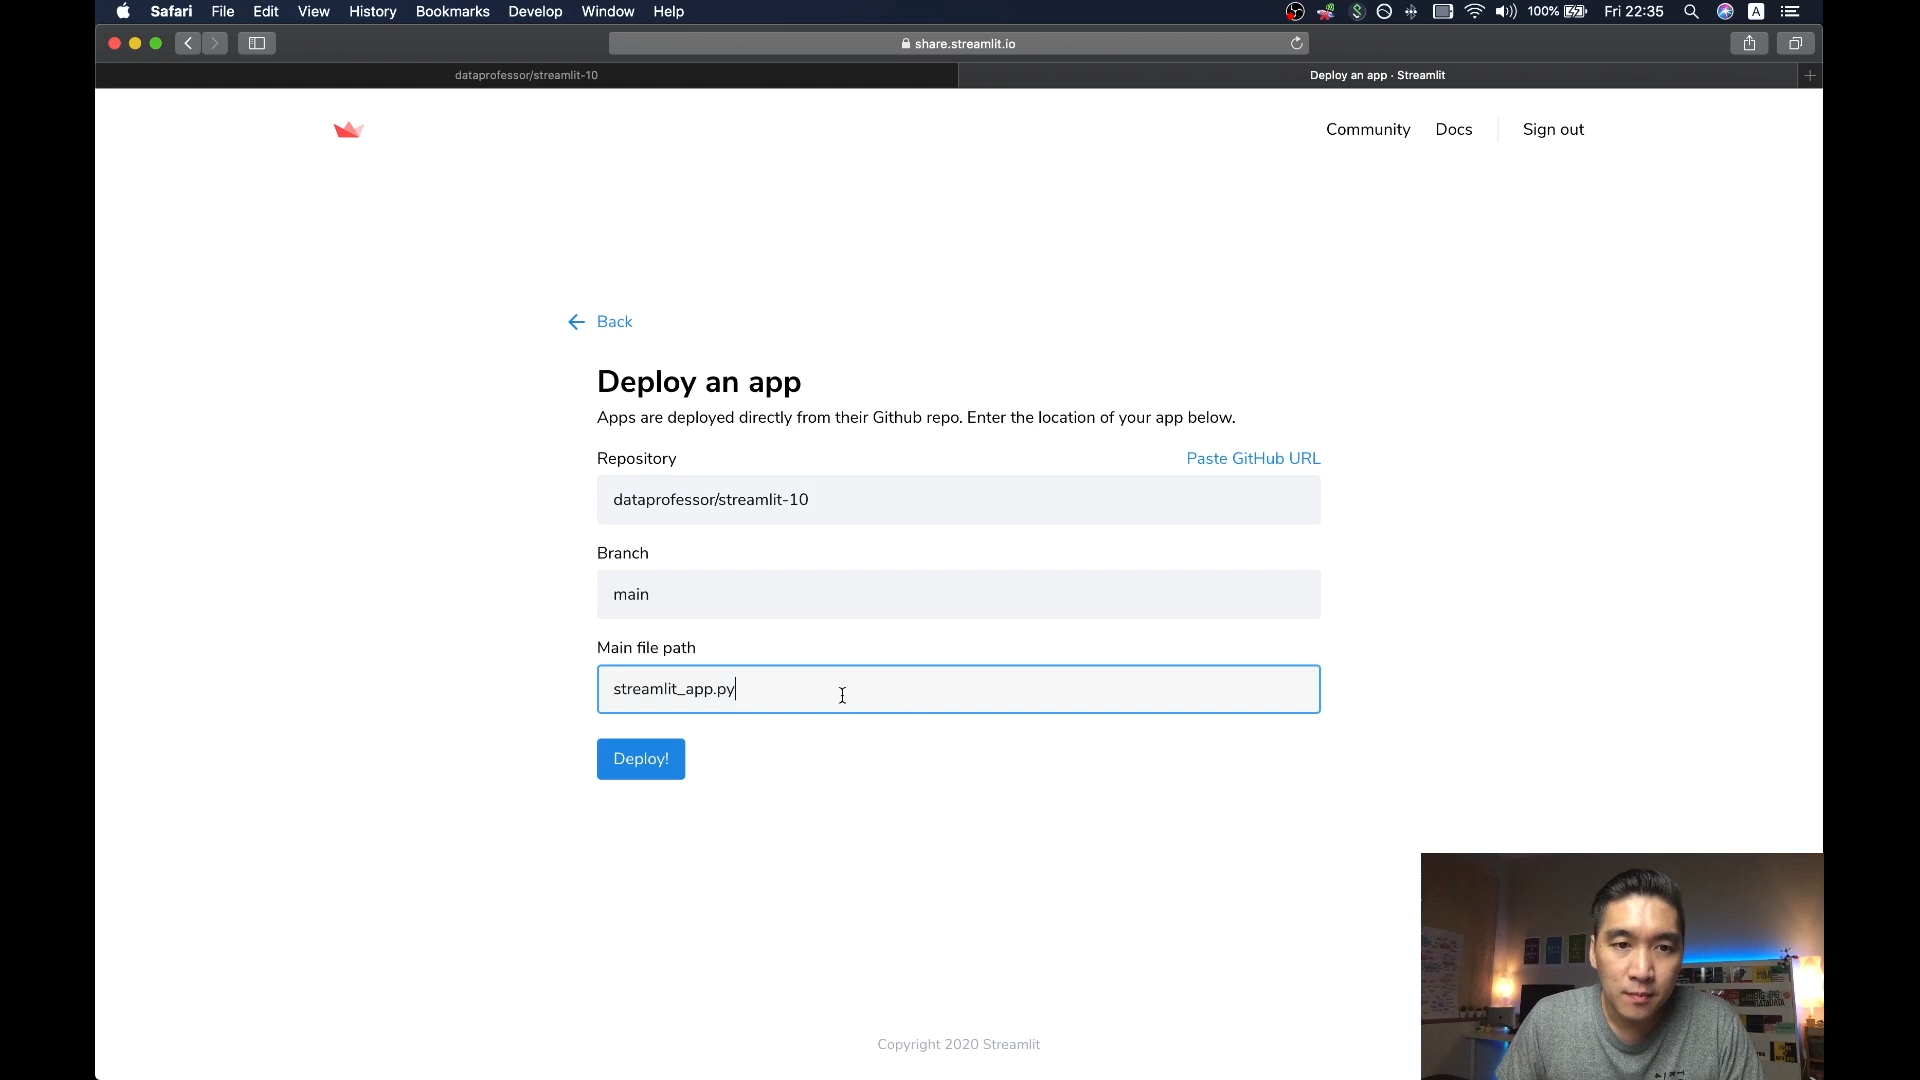 Safari File Edit View History Bookmarks Develop Window Help 100% Fri 22:35 A
share.streamlit.io
dataprofessor/streamlit-10 Deploy an app · Streamlit
Community Docs Sign out
Back
Deploy an app
Apps are deployed directly from their Github repo. Enter the location of your app below.
Repository Paste GitHub URL
dataprofessor/streamlit-10
Branch
main
Main file path
streamlit_app.py
Deploy!
Copyright 2020 Streamlit